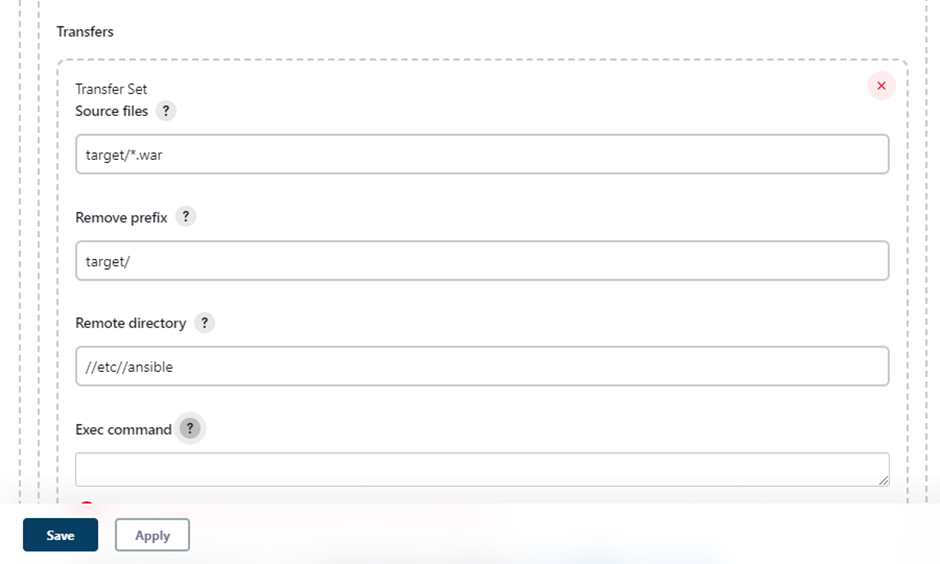 Transfers
Transfer Set
Source files ?
target/*.war
Remove prefix ?
target/
Remote directory ?
//etc//ansible
Exec command ?
Save Apply